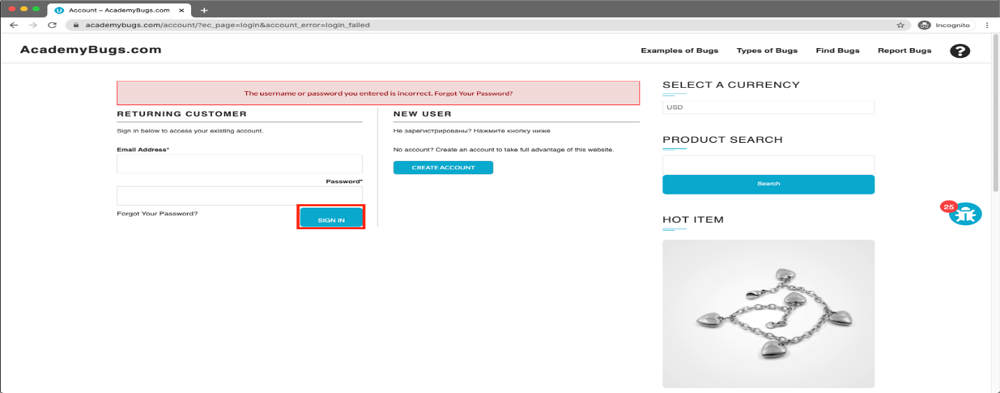 Account – AcademyBugs.com
academybugs.com/account/?ec_page=login&account_error=login_failed
Incognito
AcademyBugs.com
Examples of Bugs
Types of Bugs
Find Bugs
Report Bugs
?
The username or password you entered is incorrect. Forgot Your Password?
RETURNING CUSTOMER
Sign in below to access your existing account.
Email Address*
Password*
Forgot Your Password?
SIGN IN
NEW USER
Не зарегистрированы? Нажмите кнопку ниже
No account? Create an account to take full advantage of this website.
CREATE ACCOUNT
SELECT A CURRENCY
USD
PRODUCT SEARCH
Search
25
HOT ITEM